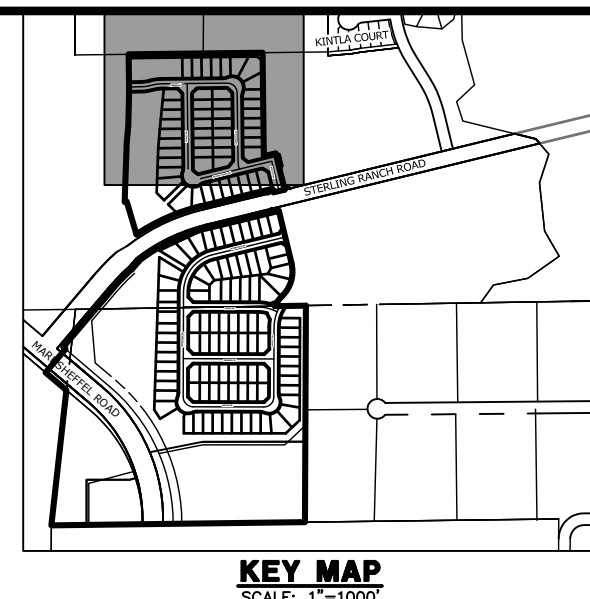 KINTLA COURT
STERLING RANCH ROAD
MARKSHEFFEL ROAD
KEY MAP
SCALE: 1"=1000'